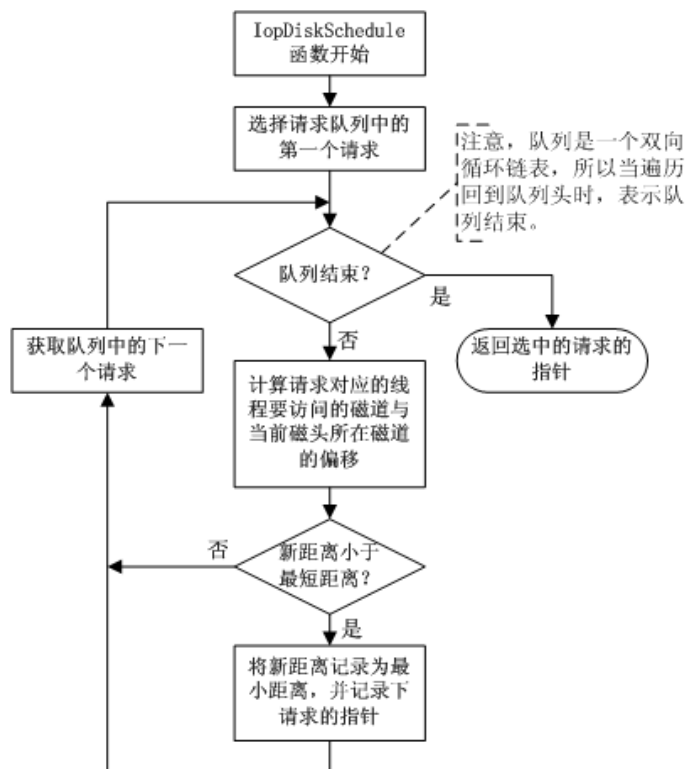 IopDiskSchedule
函数开始
选择请求队列中的
第一个请求
注意，队列是一个双向
循环链表，所以当遍历
回到队列头时，表示队
列结束。
队列结束？
是
否
获取队列中的下一
个请求
返回选中的请求的
指针
计算请求对应的线
程要访问的磁道与
当前磁头所在磁道
的偏移
否
新距离小于
最短距离？
是
将新距离记录为最
小距离，并记录下
请求的指针